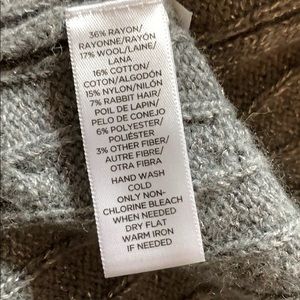 36% RAYON/
RAYONNE/RAYÓN
17% WOOL/LAINE/
LANA
16% COTTON/
COTON/ALGODÓN
15% NYLON/NILÓN
7% RABBIT HAIR/
POIL DE LAPIN/
PELO DE CONEJO
6% POLYESTER/
POLIÉSTER
3% OTHER FIBER/
AUTRE FIBRE/
OTRA FIBRA
HAND WASH
COLD
ONLY NON-
CHLORINE BLEACH
WHEN NEEDED
DRY FLAT
WARM IRON
IF NEEDED